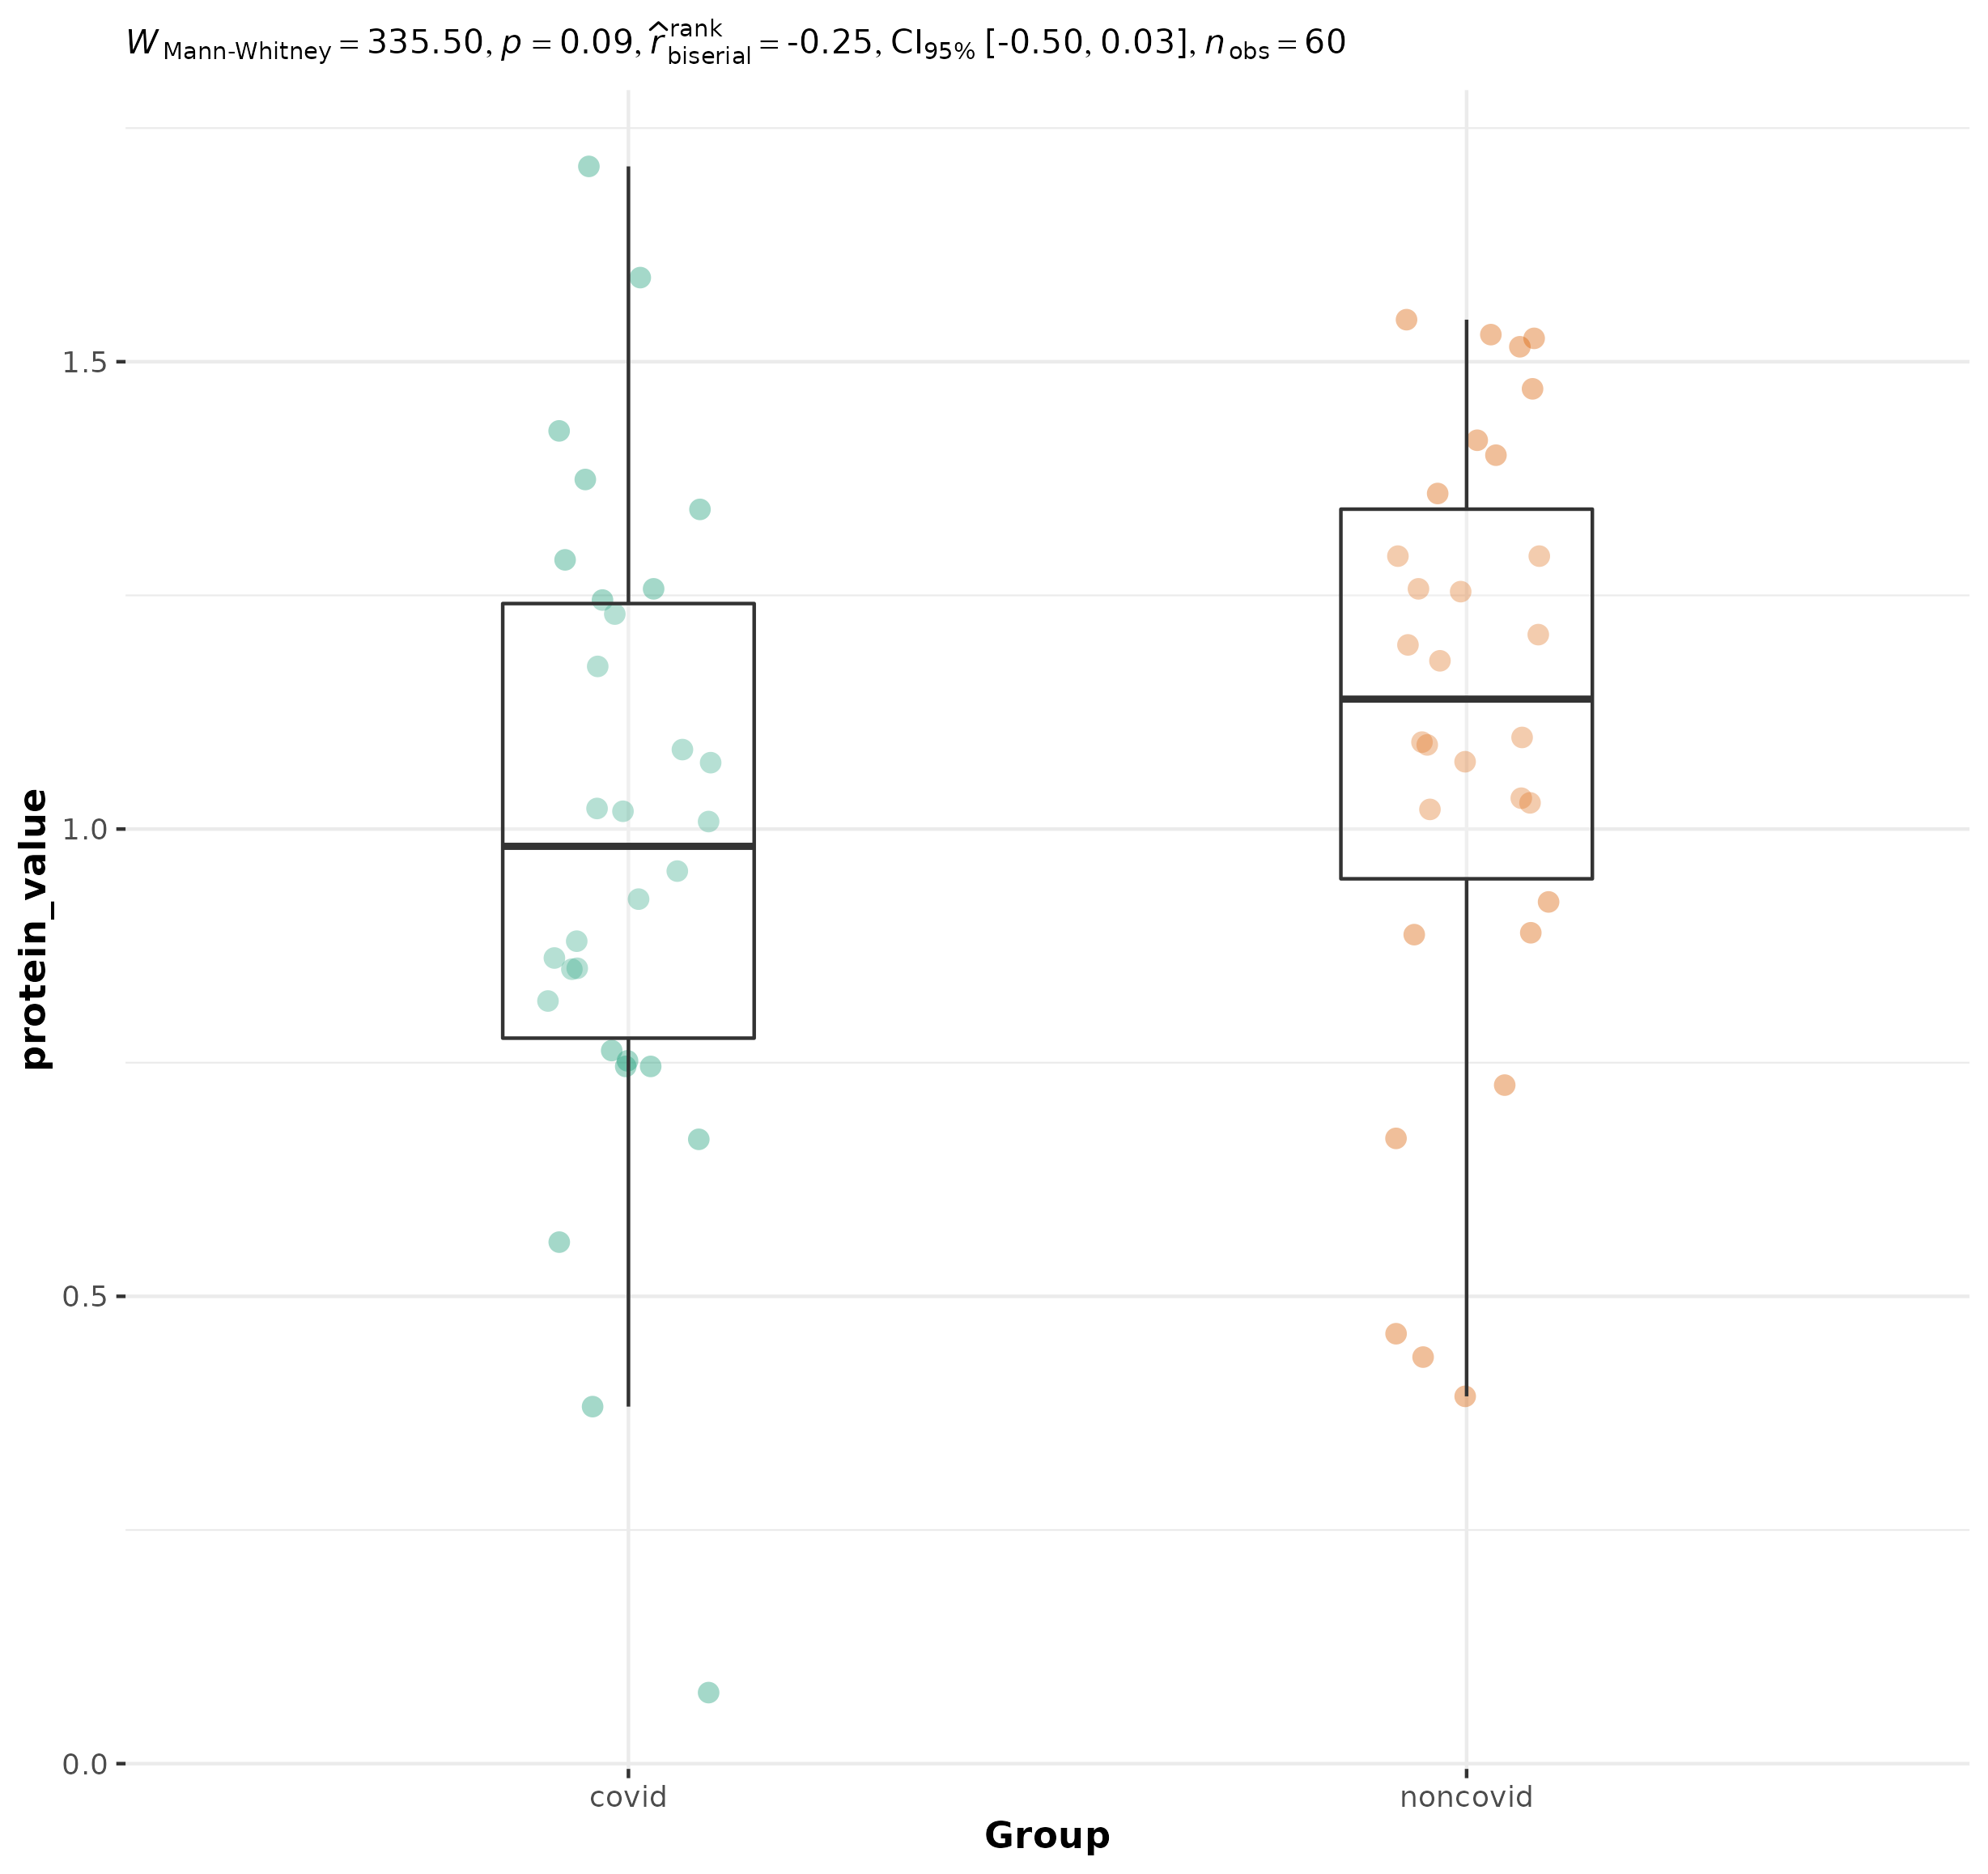 W Mann-Whitney = 335.50, p = 0.09, r̂ rank biserial = -0.25, CI95% [-0.50, 0.03], n obs = 60
protein_value
1.5
1.0
0.5
0.0
covid noncovid
Group